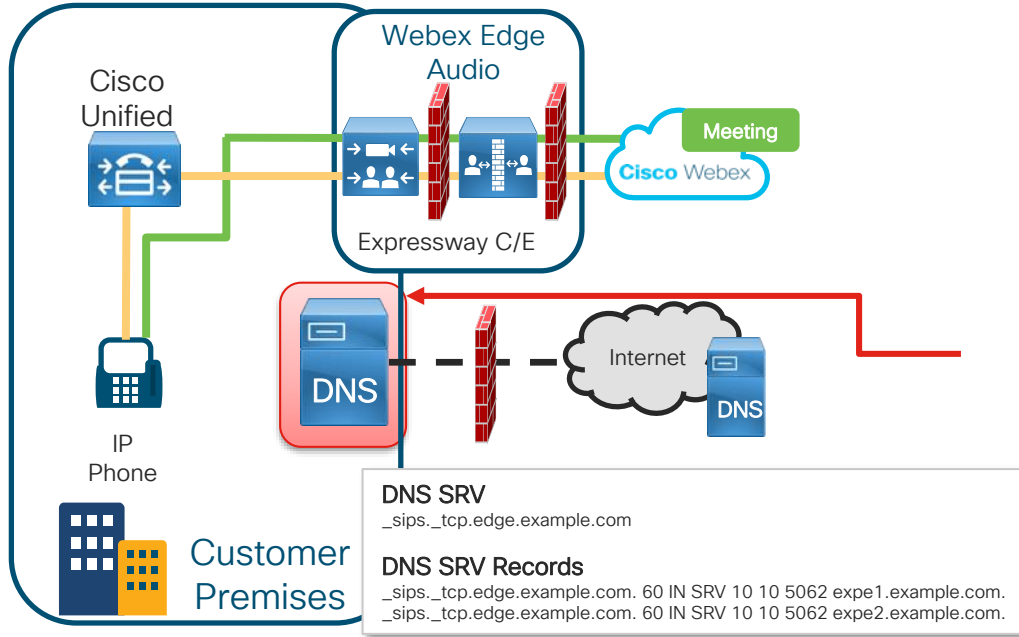 Webex Edge
Audio
Cisco
Unified
Meeting
Cisco Webex
Expressway C/E
DNS
Internet
DNS
IP
Phone
Customer
Premises
DNS SRV
_sips._tcp.edge.example.com
DNS SRV Records
_sips._tcp.edge.example.com. 60 IN SRV 10 10 5062 expe1.example.com.
_sips._tcp.edge.example.com. 60 IN SRV 10 10 5062 expe2.example.com.